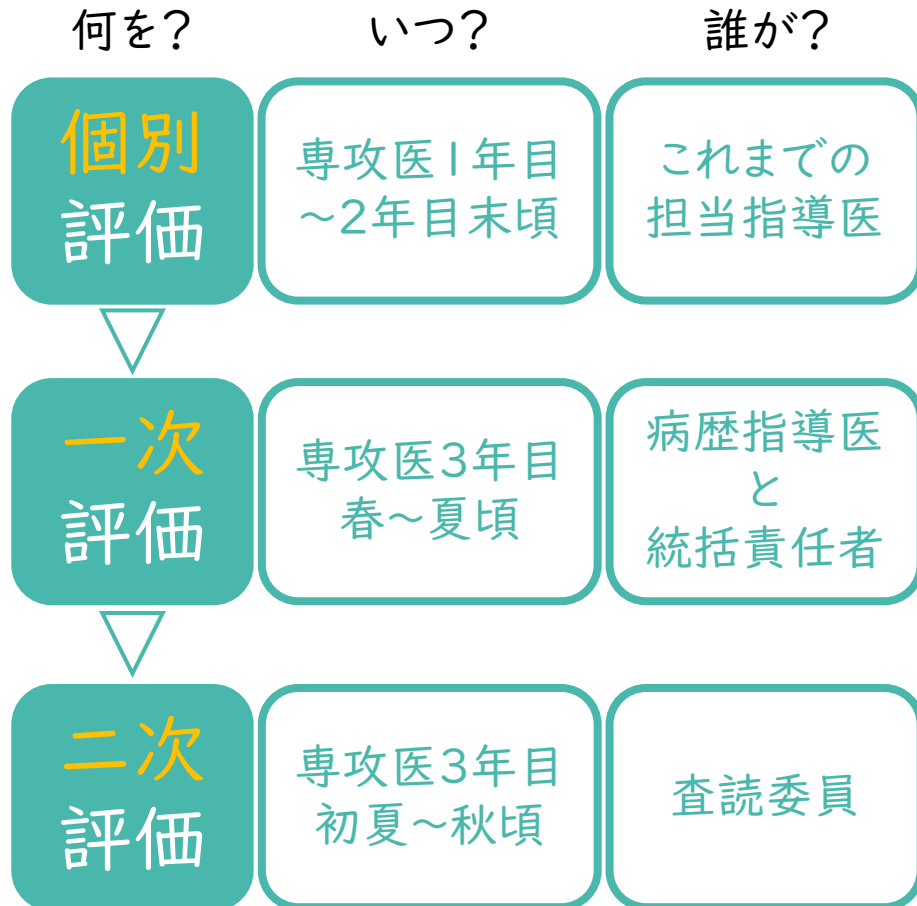 何を?
いつ?
誰が?
個別
評価
専攻医1年目
～2年目末頃
これまでの
担当指導医
一次
評価
専攻医3年目
春～夏頃
病歴指導医
と
統括責任者
二次
評価
専攻医3年目
初夏～秋頃
査読委員